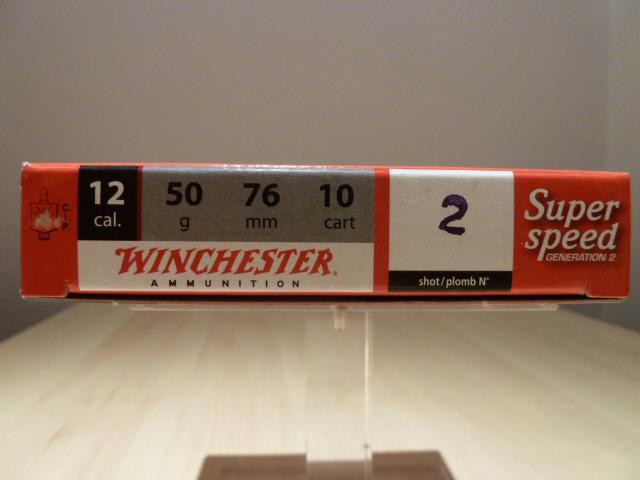 C.I.P.
12
cal.
50 76 10
g mm cart
WINCHESTER®
AMMUNITION
2
shot/plomb N°
Super
speed
GENERATION 2